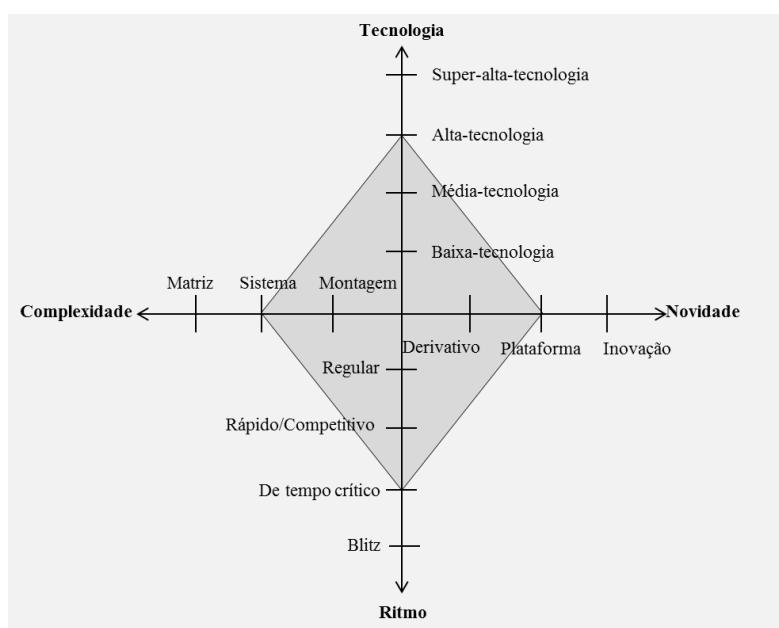 Tecnologia
Super-alta-tecnologia
Alta-tecnologia
Média-tecnologia
Baixa-tecnologia
Matriz
Sistema
Montagem
Complexidade
Novidade
Derivativo
Plataforma
Inovação
Regular
Rápido/Competitivo
De tempo crítico
Blitz
Ritmo